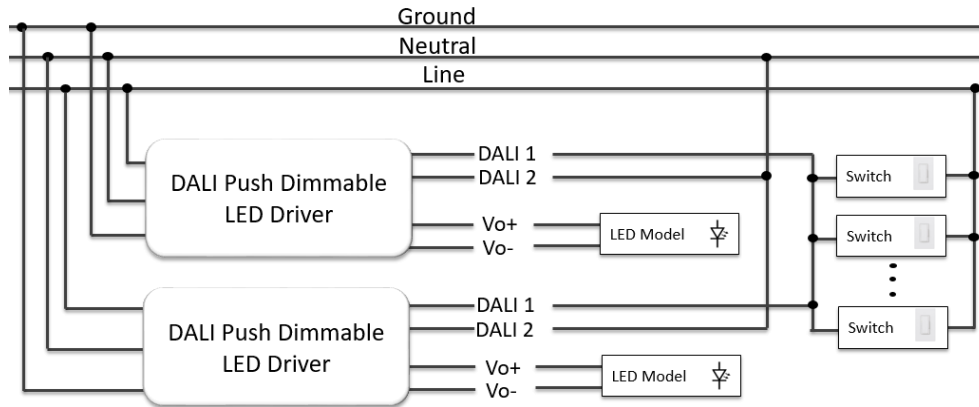 Ground
Neutral
Line
DALI Push Dimmable
LED Driver
DALI 1
DALI 2
Vo+
Vo-
LED Model
Switch
Switch
Switch
DALI Push Dimmable
LED Driver
DALI 1
DALI 2
Vo+
Vo-
LED Model